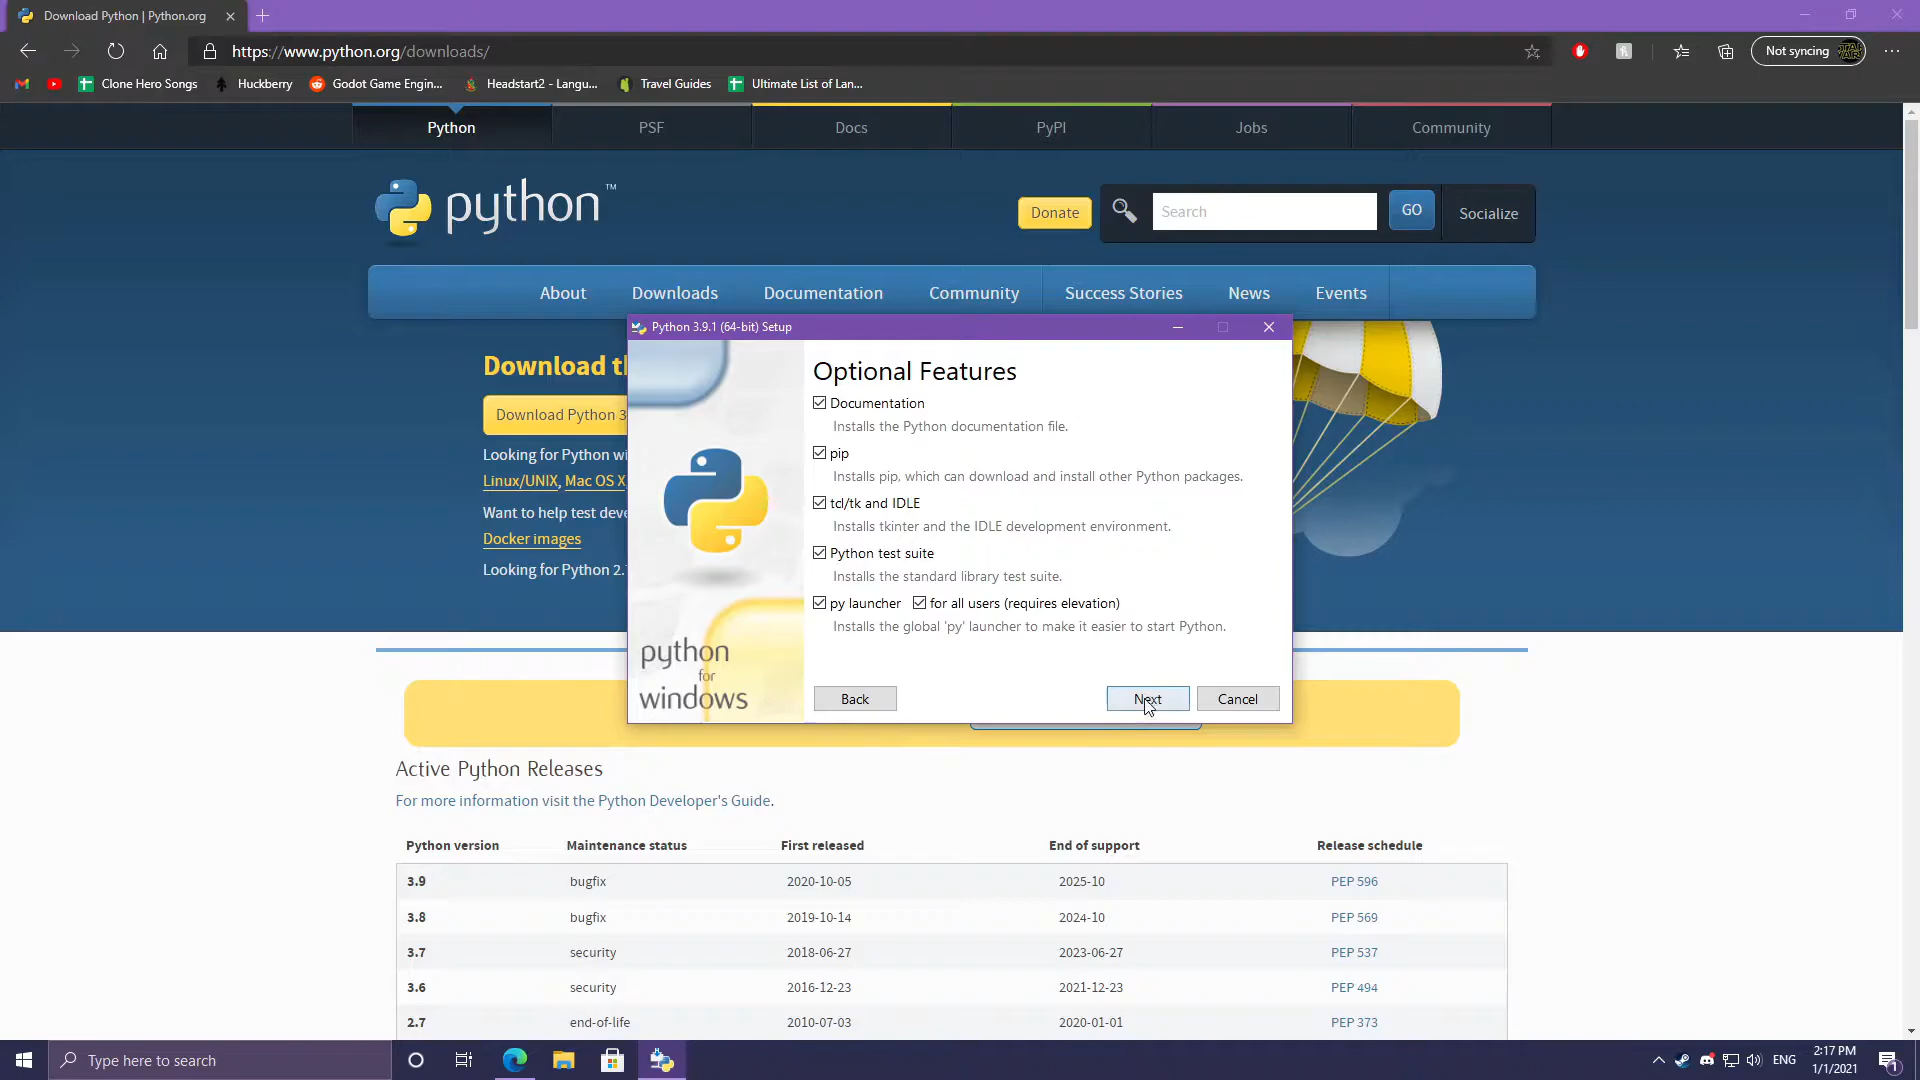 Download Python | Python.org
https://www.python.org/downloads/
Not syncing
Clone Hero Songs
Huckberry
Godot Game Engin...
Headstart2 - Langu...
Travel Guides
Ultimate List of Lan...
Python
PSF
Docs
PyPI
Jobs
Community
python™
Donate
Search
GO
Socialize
About
Downloads
Documentation
Community
Success Stories
News
Events
Download t
Download Python 3
Looking for Python wi
Linux/UNIX, Mac OS X
Want to help test deve
Docker images
Looking for Python 2.
Python 3.9.1 (64-bit) Setup
Optional Features
Documentation
Installs the Python documentation file.
pip
Installs pip, which can download and install other Python packages.
tcl/tk and IDLE
Installs tkinter and the IDLE development environment.
Python test suite
Installs the standard library test suite.
py launcher for all users (requires elevation)
Installs the global 'py' launcher to make it easier to start Python.
python
for
windows
Back
Next
Cancel
Active Python Releases
For more information visit the Python Developer's Guide.
Python version Maintenance status First released End of support Release schedule
3.9 bugfix 2020-10-05 2025-10 PEP 596
3.8 bugfix 2019-10-14 2024-10 PEP 569
3.7 security 2018-06-27 2023-06-27 PEP 537
3.6 security 2016-12-23 2021-12-23 PEP 494
2.7 end-of-life 2010-07-03 2020-01-01 PEP 373
Type here to search
ENG
2:17 PM
1/1/2021
1